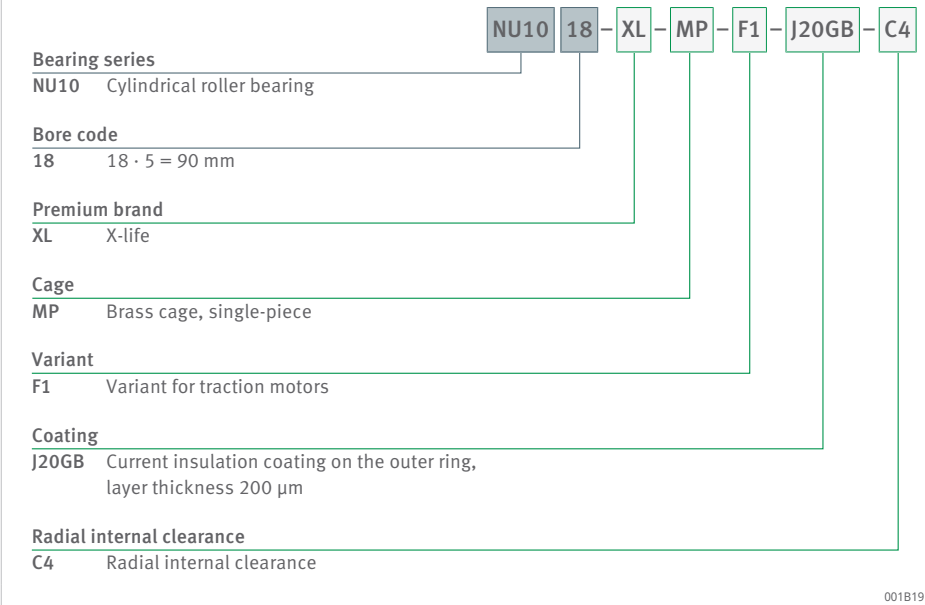 NU10 18 – XL – MP – F1 – J20GB – C4
Bearing series
NU10 Cylindrical roller bearing
Bore code
18 18 · 5 = 90 mm
Premium brand
XL X-life
Cage
MP Brass cage, single-piece
Variant
F1 Variant for traction motors
Coating
J20GB Current insulation coating on the outer ring,
layer thickness 200 µm
Radial internal clearance
C4 Radial internal clearance
001B19